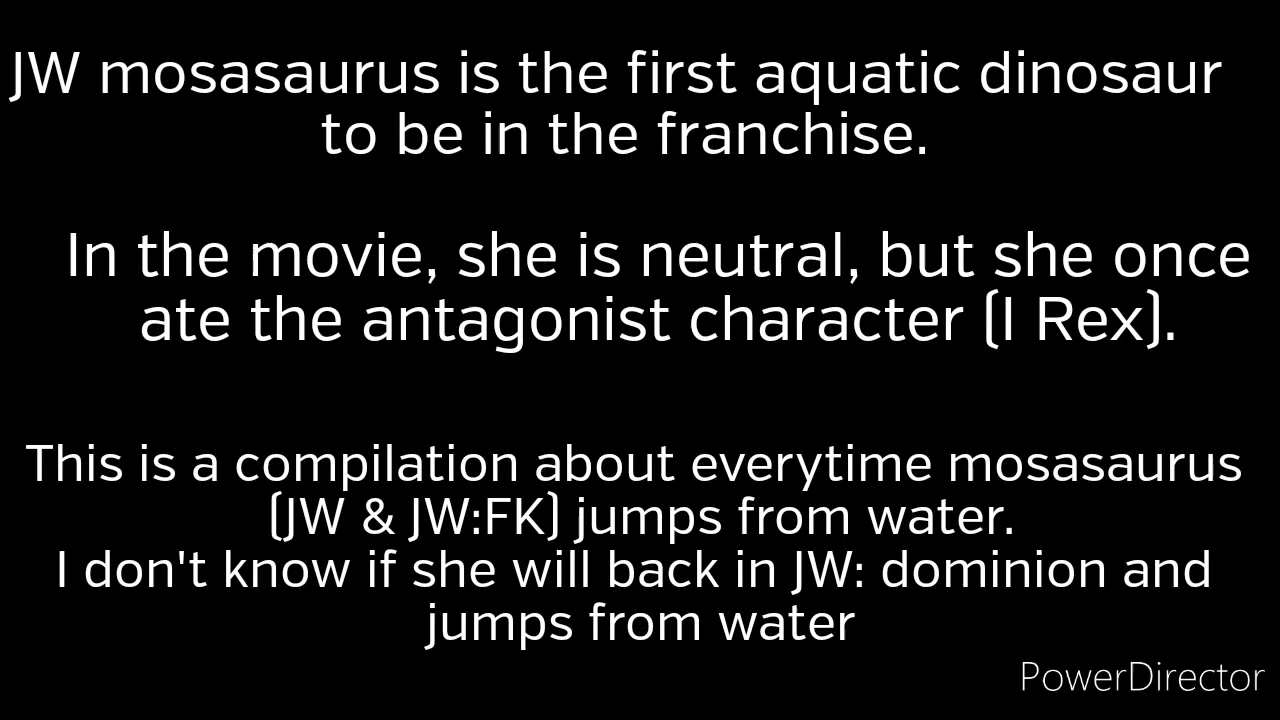 JW mosasaurus is the first aquatic dinosaur
to be in the franchise.
In the movie, she is neutral, but she once
ate the antagonist character (I Rex).
This is a compilation about everytime mosasaurus
(JW & JW:FK) jumps from water.
I don't know if she will back in JW: dominion and
jumps from water
PowerDirector